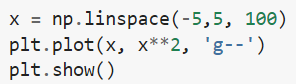 x = np.linspace(-5,5, 100)
plt.plot(x, x**2, 'g--')
plt.show()